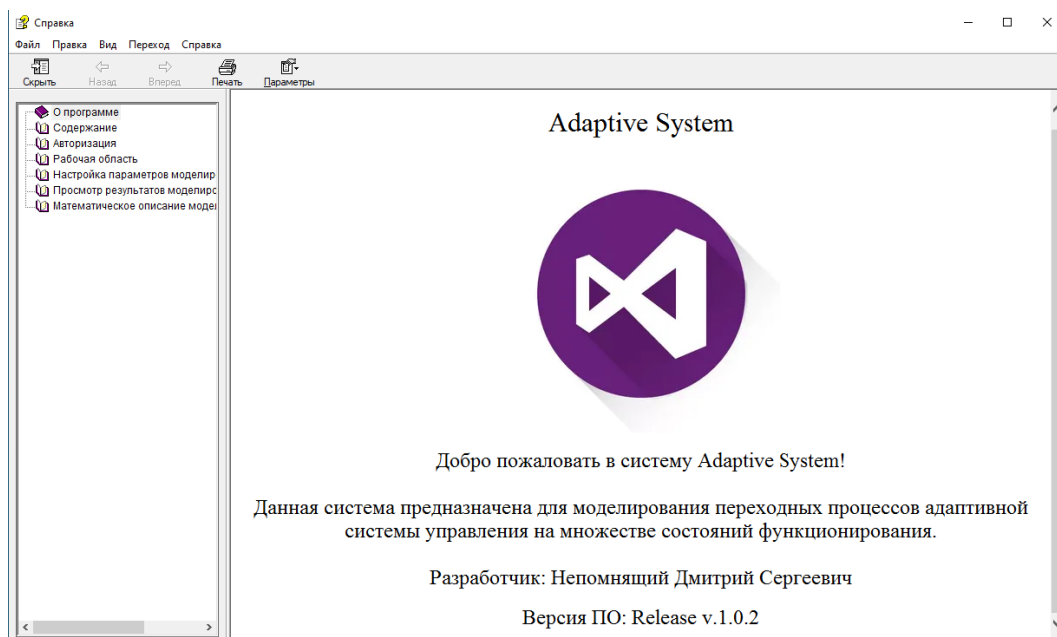 Справка
Файл Правка Вид Переход Справка
Скрыть Назад Вперед Печать Параметры
О программе
Содержание
Авторизация
Рабочая область
Настройка параметров моделир
Просмотр результатов моделирс
Математическое описание модел
Adaptive System
Добро пожаловать в систему Adaptive System!
Данная система предназначена для моделирования переходных процессов адаптивной
системы управления на множестве состояний функционирования.
Разработчик: Непомнящий Дмитрий Сергеевич
Версия ПО: Release v.1.0.2